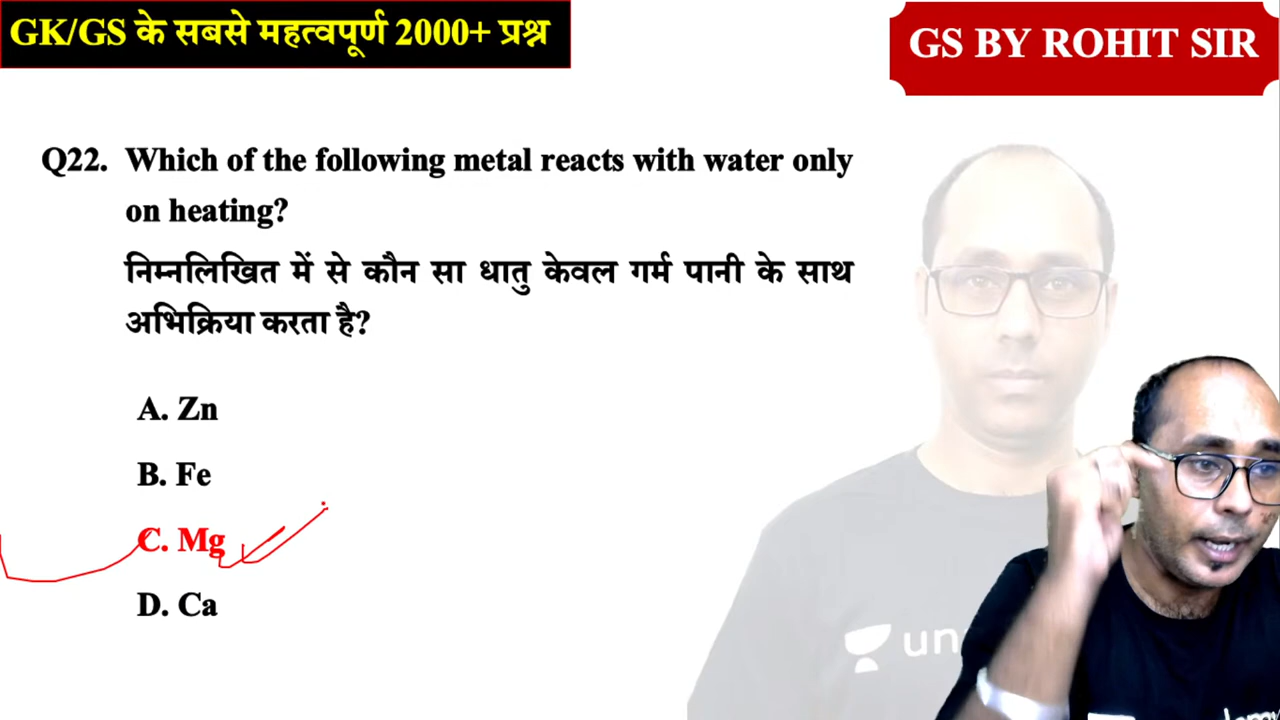 GK/GS के सबसे महत्वपूर्ण 2000+ प्रश्न
GS BY ROHIT SIR
Q22. Which of the following metal reacts with water only
on heating?
निम्नलिखित में से कौन सा धातु केवल गर्म पानी के साथ
अभिक्रिया करता है?
A. Zn
B. Fe
C. Mg
D. Ca